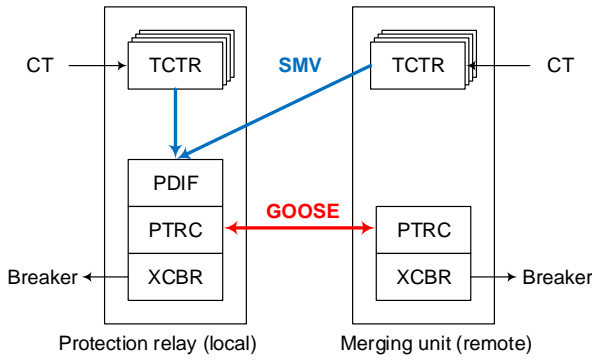 CT
TCTR
SMV
TCTR
CT
PDIF
GOOSE
PTRC
PTRC
Breaker
XCBR
XCBR
Breaker
Protection relay (local)
Merging unit (remote)